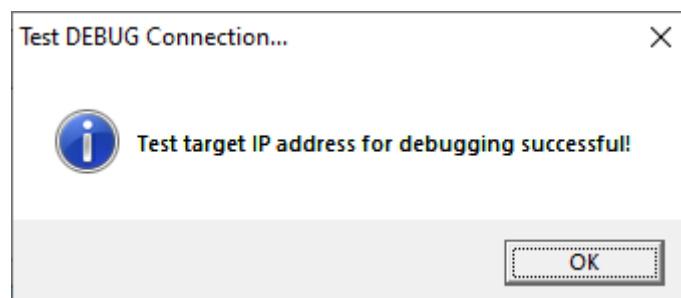 Test DEBUG Connection...
Test target IP address for debugging successful!
OK